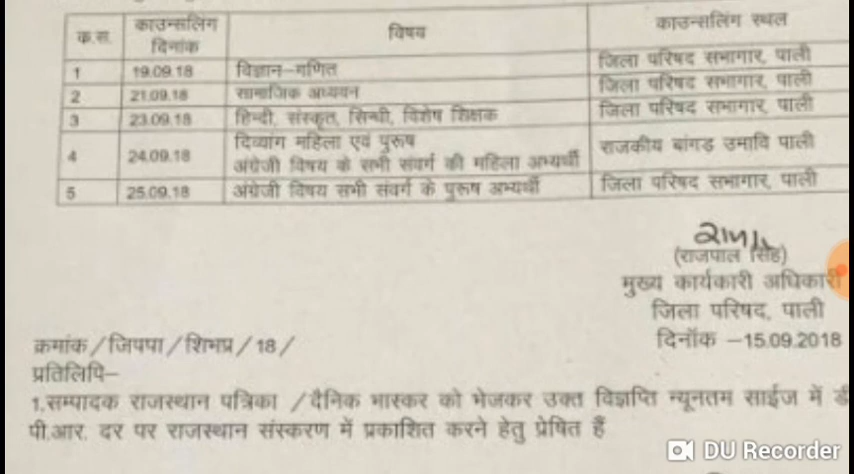 क.स. काउन्सलिंग दिनांक विषय काउन्सलिंग स्थल
1 19.09.18 विज्ञान–गणित जिला परिषद सभागार, पाली
2 21.09.18 सामाजिक अध्ययन जिला परिषद सभागार, पाली
3 23.09.18 हिन्दी, संस्कृत, सिन्धी, विशेष शिक्षक जिला परिषद सभागार, पाली
4 24.09.18 दिव्यांग महिला एवं पुरूष
अंग्रेजी विषय के सभी संवर्ग की महिला अभ्यर्थी राजकीय बांगड़ उमावि पाली
5 25.09.18 अंग्रेजी विषय सभी संवर्ग के पुरूष अभ्यर्थी जिला परिषद सभागार, पाली
(राजपाल सिंह)
मुख्य कार्यकारी अधिकारी
जिला परिषद, पाली
दिनॉक –15.09.2018
क्रमांक/जिपपा/शिभप्र/18/
प्रतिलिपि–
1.सम्पादक राजस्थान पत्रिका /दैनिक भास्कर को भेजकर उक्त विज्ञप्ति न्यूनतम साईज में
पी.आर. दर पर राजस्थान संस्करण में प्रकाशित करने हेतु प्रेषित हैं
DU Recorder